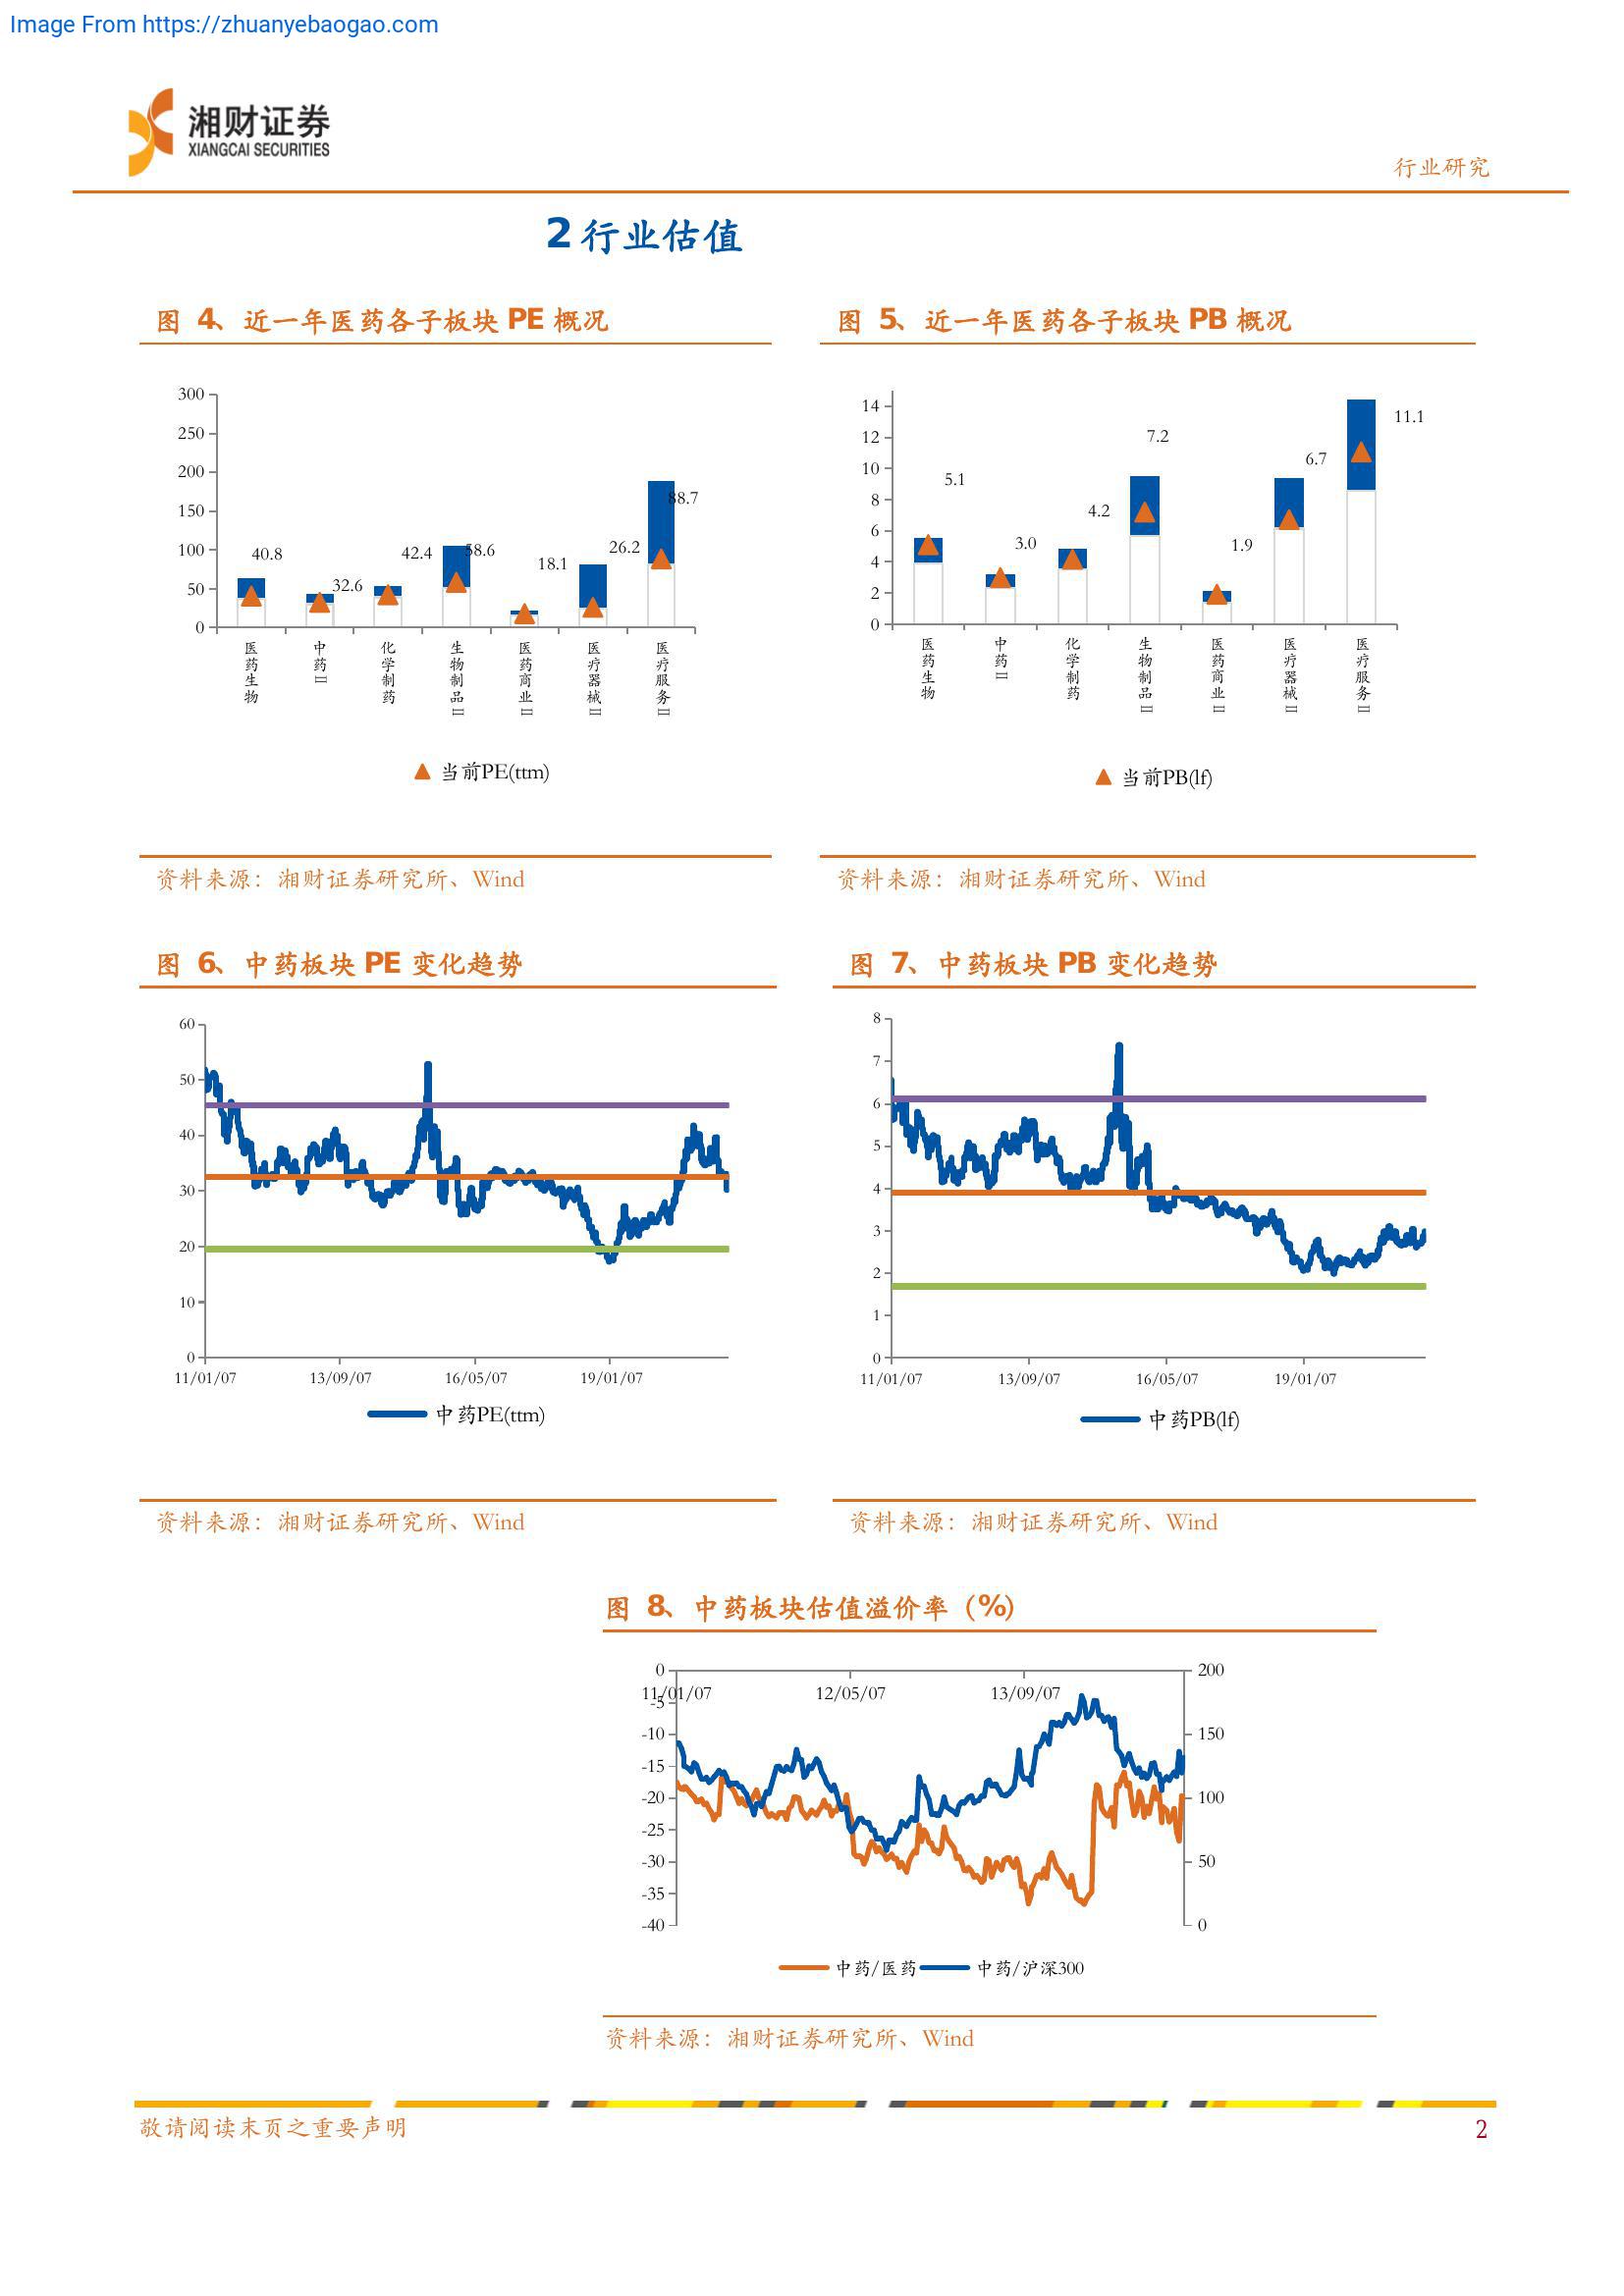 Image From https://zhuanyebaogao.com
湘财证券
XIANGCAI SECURITIES
行业研究
2 行业估值
图 4、近一年医药各子板块 PE 概况
300
250
200
150
100
50
0
40.8
32.6
42.4
58.6
18.1
26.2
88.7
医药生物
中药II
化学制药
生物制品II
医药商业II
医疗器械II
医疗服务II
当前PE(ttm)
资料来源：湘财证券研究所、Wind
图 5、近一年医药各子板块 PB 概况
14
12
10
8
6
4
2
0
5.1
3.0
4.2
7.2
1.9
6.7
11.1
医药生物
中药II
化学制药
生物制品II
医药商业II
医疗器械II
医疗服务II
当前PB(lf)
资料来源：湘财证券研究所、Wind
图 6、中药板块 PE 变化趋势
60
50
40
30
20
10
0
11/01/07 13/09/07 16/05/07 19/01/07
中药PE(ttm)
资料来源：湘财证券研究所、Wind
图 7、中药板块 PB 变化趋势
8
7
6
5
4
3
2
1
0
11/01/07 13/09/07 16/05/07 19/01/07
中药PB(lf)
资料来源：湘财证券研究所、Wind
图 8、中药板块估值溢价率（%）
0
-5
-10
-15
-20
-25
-30
-35
-40
11/01/07 12/05/07 13/09/07
200
150
100
50
0
中药/医药 中药/沪深300
资料来源：湘财证券研究所、Wind
敬请阅读末页之重要声明
2